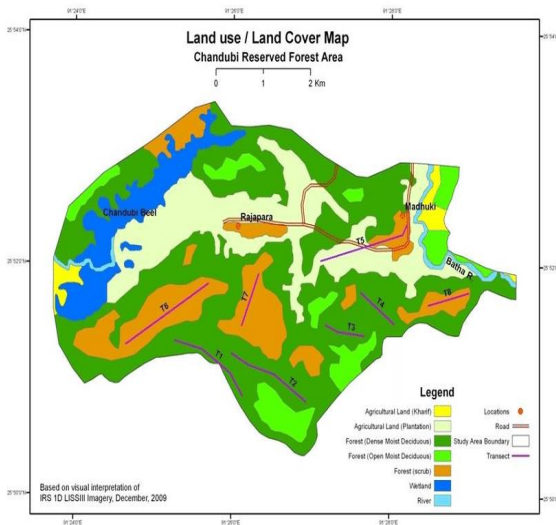 Land use / Land Cover Map
Chandubi Reserved Forest Area
0 1 2 Km
Chandubi Beel
Rajapara
Madhuki
Batha R.
T5
T6
T7
T4
T3
T8
T1
T2
Legend
Agricultural Land (Kharif)
Agricultural Land (Plantation)
Forest (Dense Moist Deciduous)
Forest (Open Moist Deciduous)
Forest (scrub)
Wetland
River
Locations
Road
Study Area Boundary
Transect
Based on visual interpretation of
IRS 1D LISSIII Imagery, December, 2009